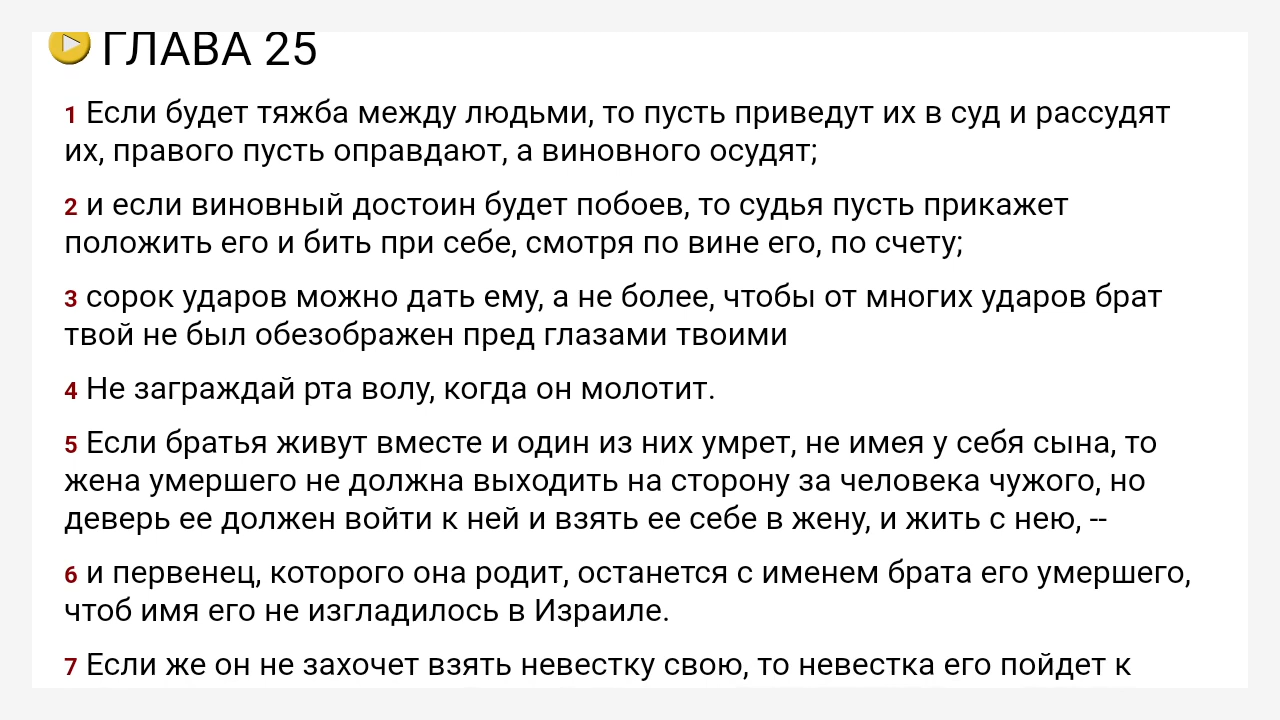 ГЛАВА 25
1 Если будет тяжба между людьми, то пусть приведут их в суд и рассудят
их, правого пусть оправдают, а виновного осудят;
2 и если виновный достоин будет побоев, то судья пусть прикажет
положить его и бить при себе, смотря по вине его, по счету;
3 сорок ударов можно дать ему, а не более, чтобы от многих ударов брат
твой не был обезображен пред глазами твоими
4 Не заграждай рта волу, когда он молотит.
5 Если братья живут вместе и один из них умрет, не имея у себя сына, то
жена умершего не должна выходить на сторону за человека чужого, но
деверь ее должен войти к ней и взять ее себе в жену, и жить с нею, --
6 и первенец, которого она родит, останется с именем брата его умершего,
чтоб имя его не изгладилось в Израиле.
7 Если же он не захочет взять невестку свою, то невестка его пойдет к